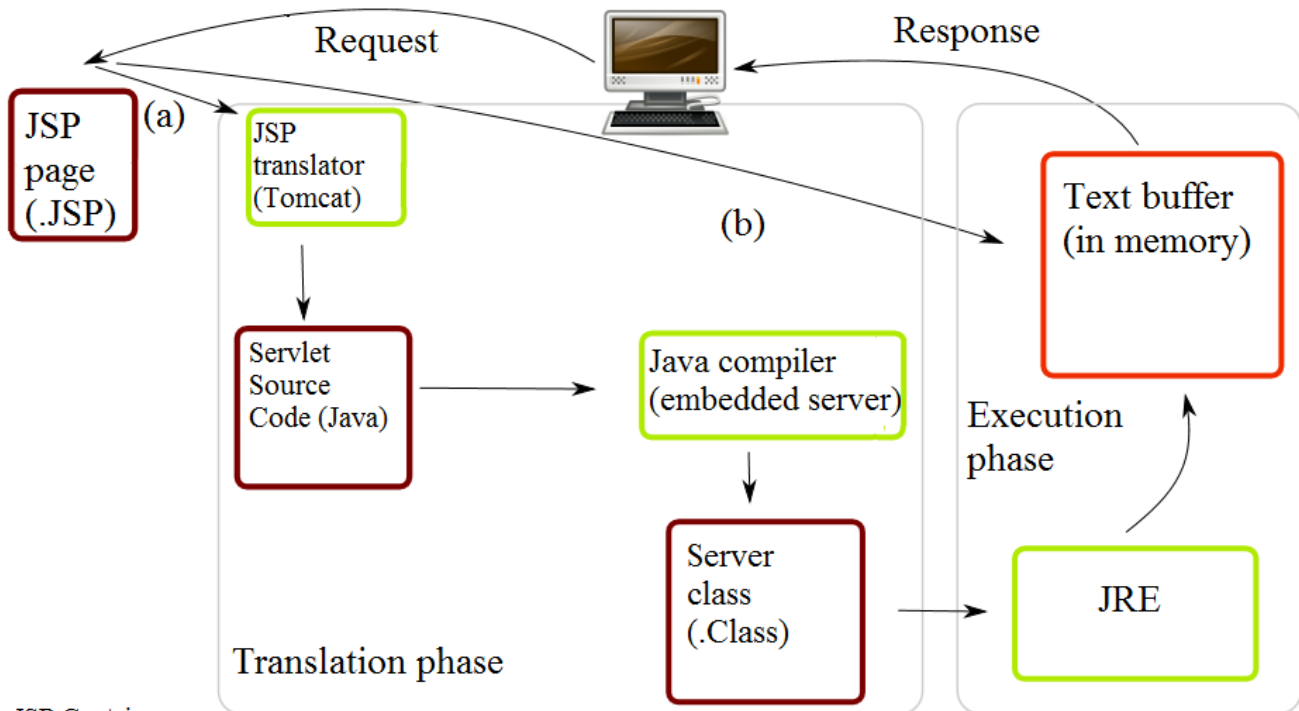 Request
Response
(a)
JSP
page
(.JSP)
JSP
translator
(Tomcat)
(b)
Text buffer
(in memory)
Servlet
Source
Code (Java)
Java compiler
(embedded server)
Execution
phase
Server
class
(.Class)
JRE
Translation phase